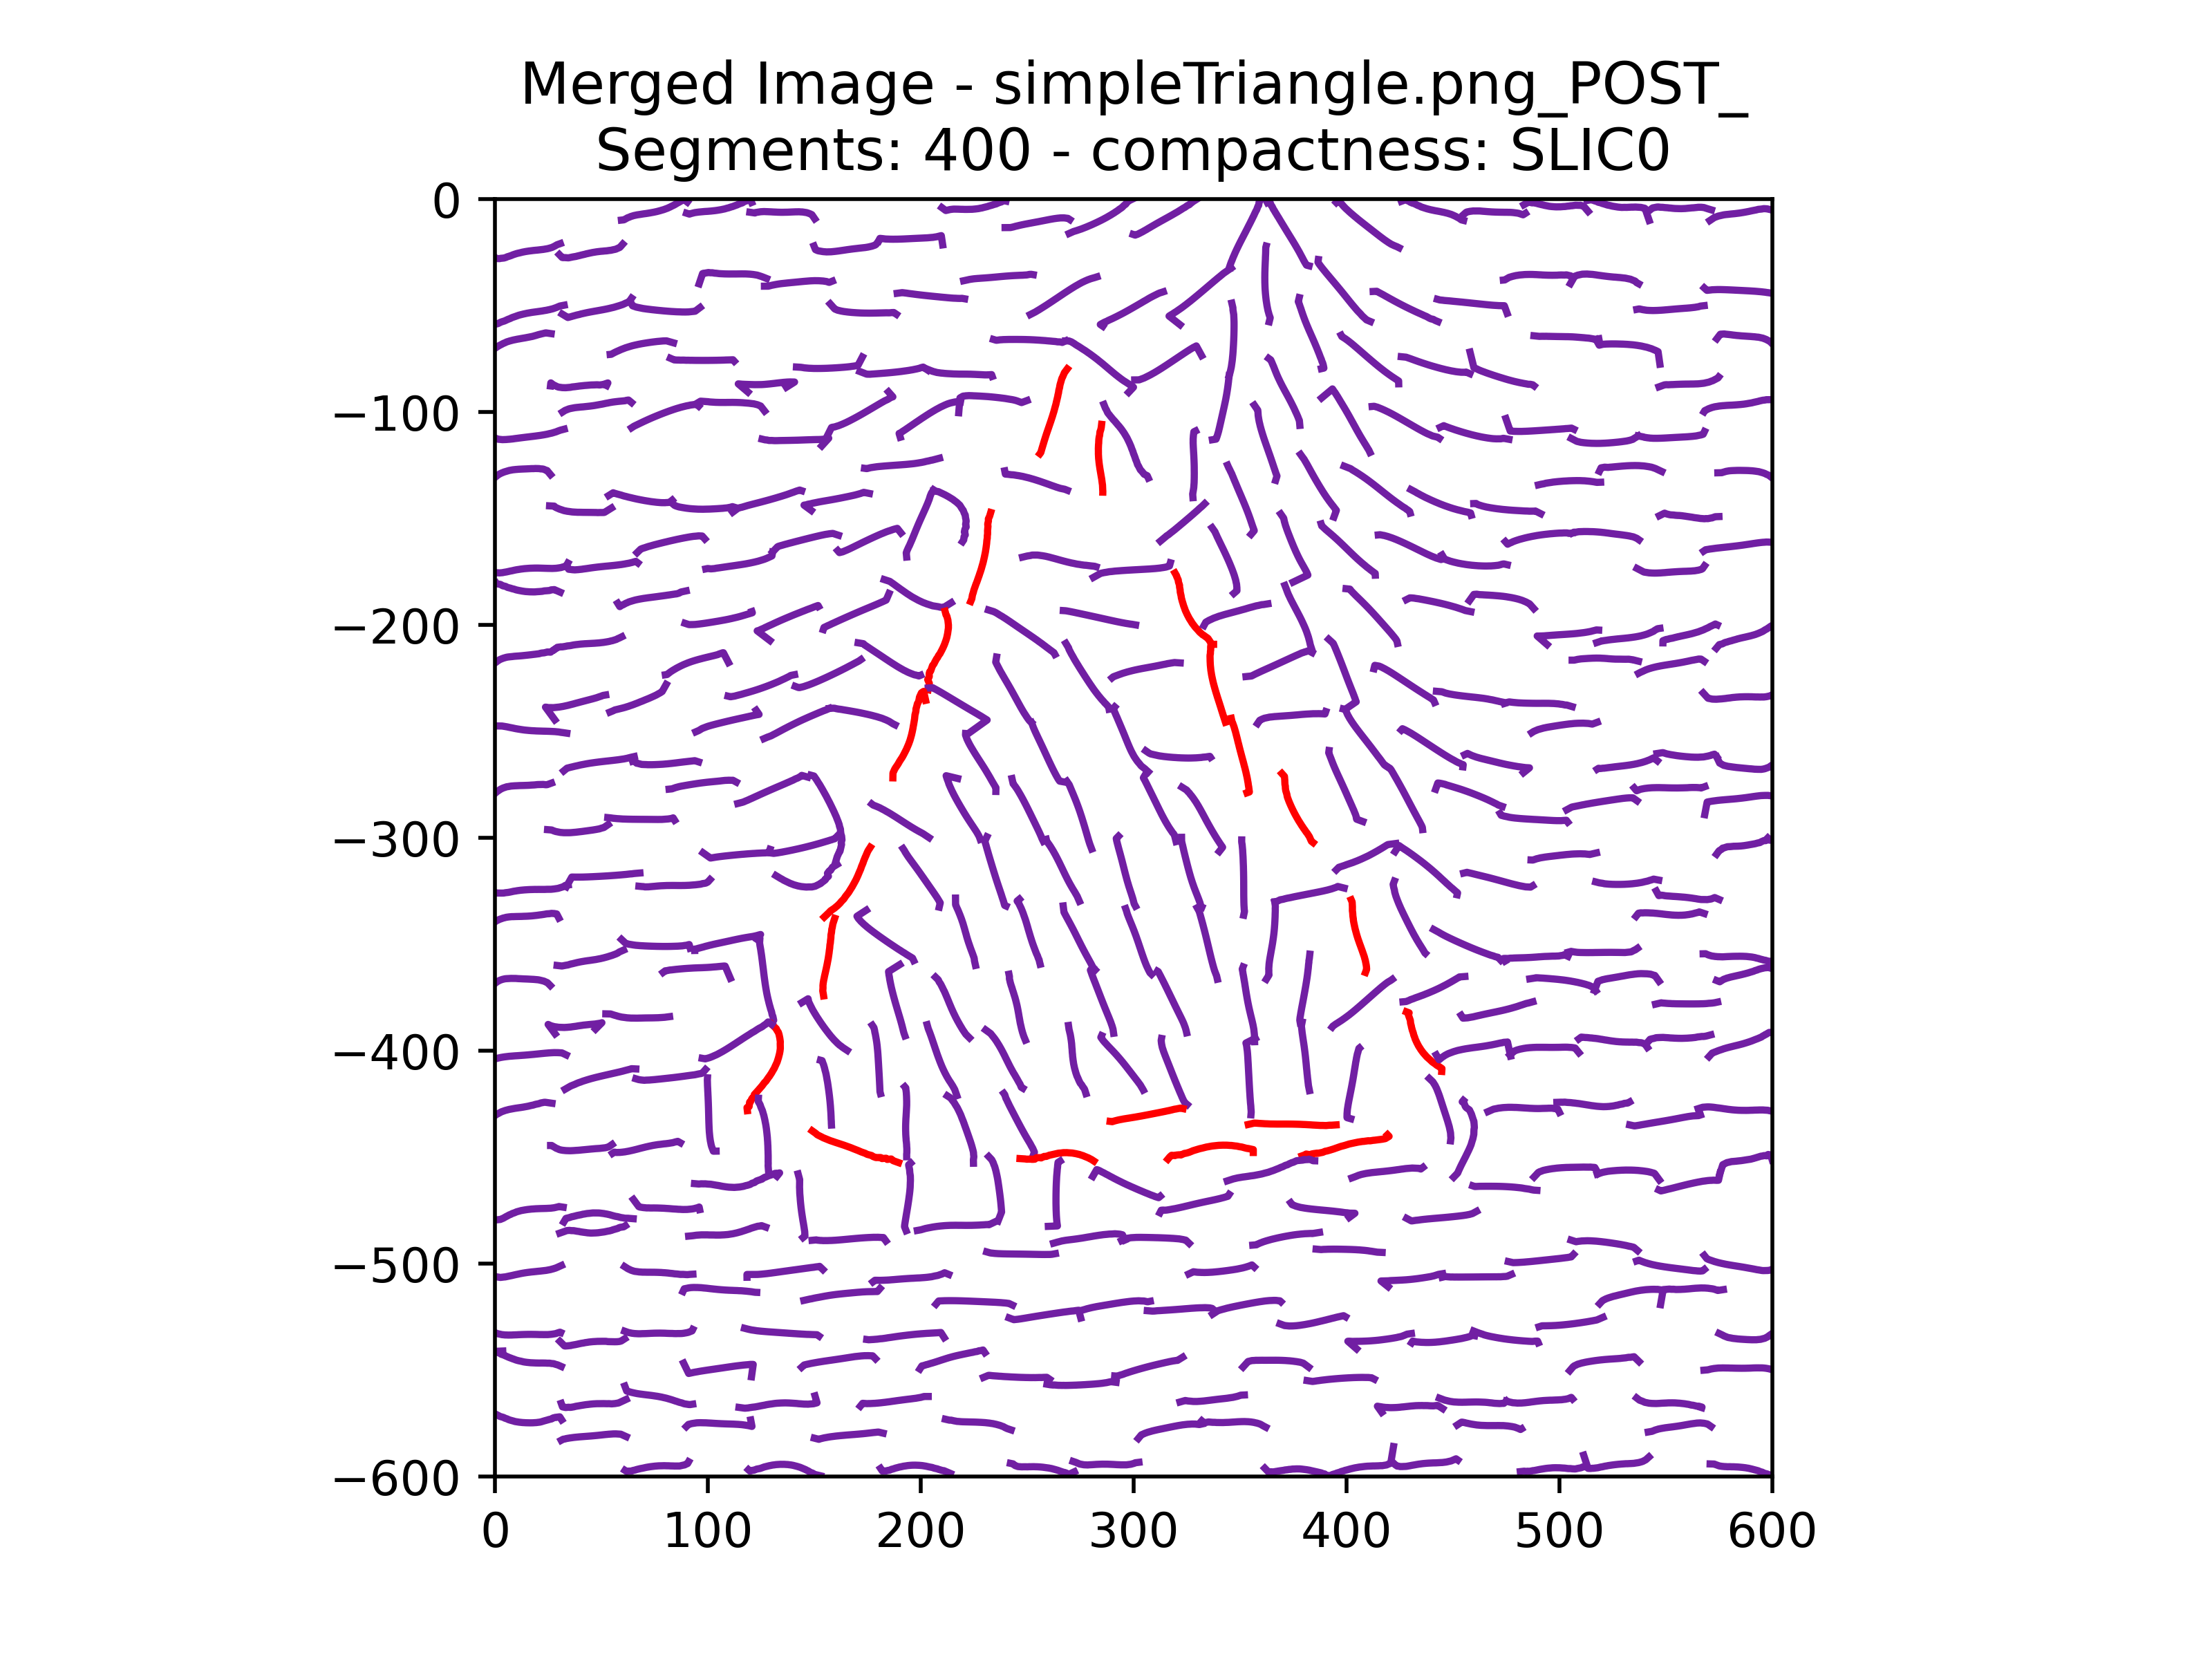 Merged Image - simpleTriangle.png_POST_
Segments: 400 - compactness: SLIC0
0
−100
−200
−300
−400
−500
−600
0 100 200 300 400 500 600